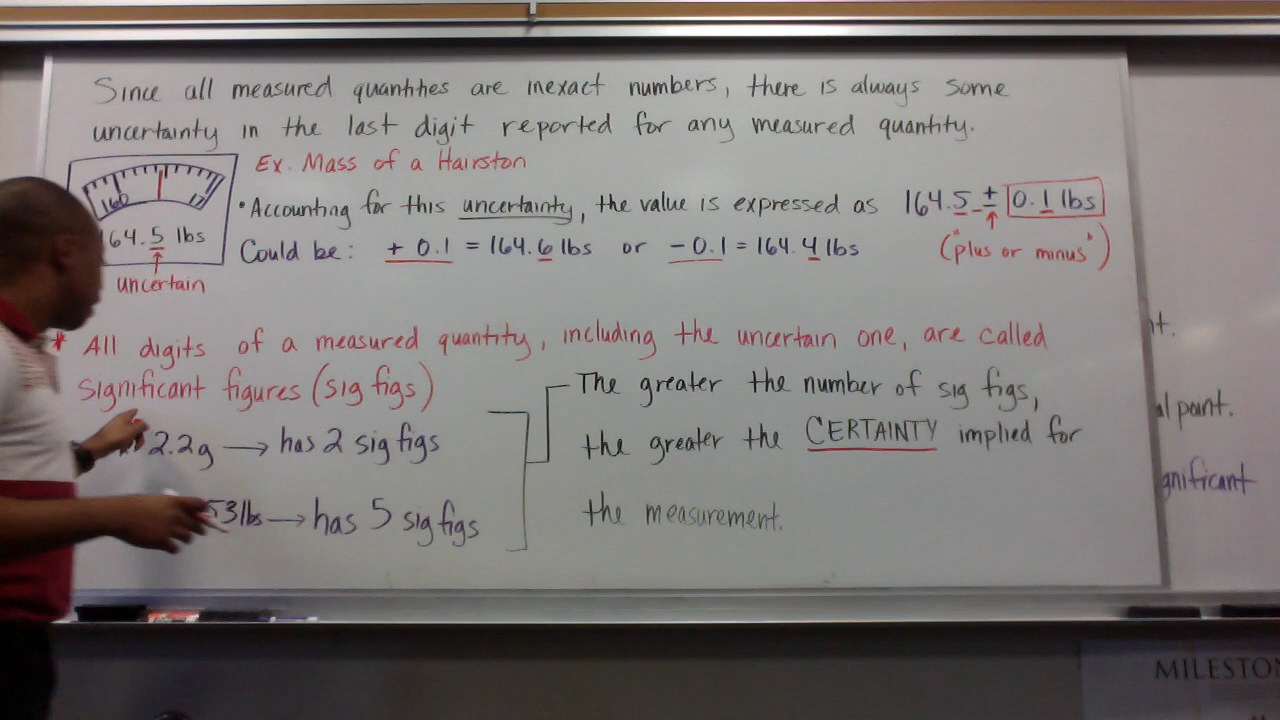 Since all measured quantities are inexact numbers, there is always some
uncertainty in the last digit reported for any measured quantity.
Ex. Mass of a Hairston
160 17
164.5 lbs
uncertain
• Accounting for this uncertainty, the value is expressed as 164.5 ± 0.1 lbs
Could be: + 0.1 = 164.6 lbs or - 0.1 = 164.4 lbs ("plus or minus")
* All digits of a measured quantity, including the uncertain one, are called
significant figures (sig figs)
2.2g → has 2 sig figs
53 lbs → has 5 sig figs
The greater the number of sig figs,
the greater the CERTAINTY implied for
the measurement.
nt.
al point.
gnificant
MILESTO